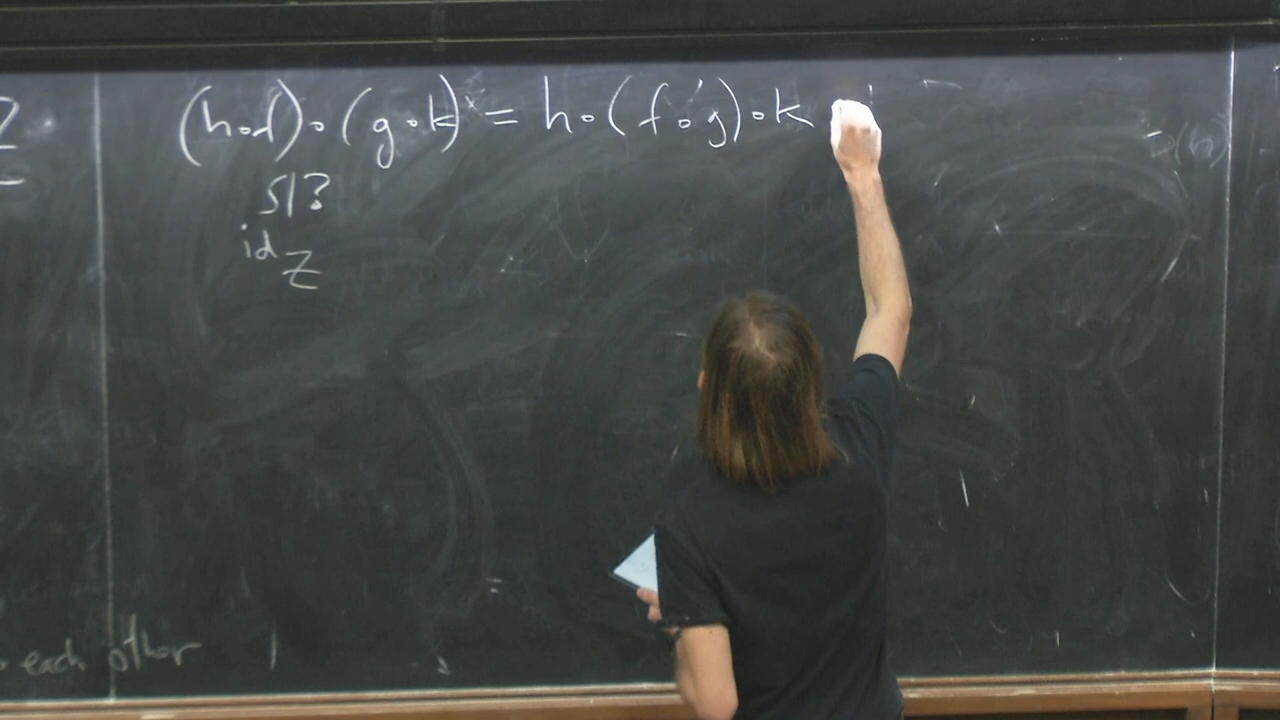 Z
(h∘f)∘(g∘k) = h∘(f∘g)∘k
S|?
id_Z
each other